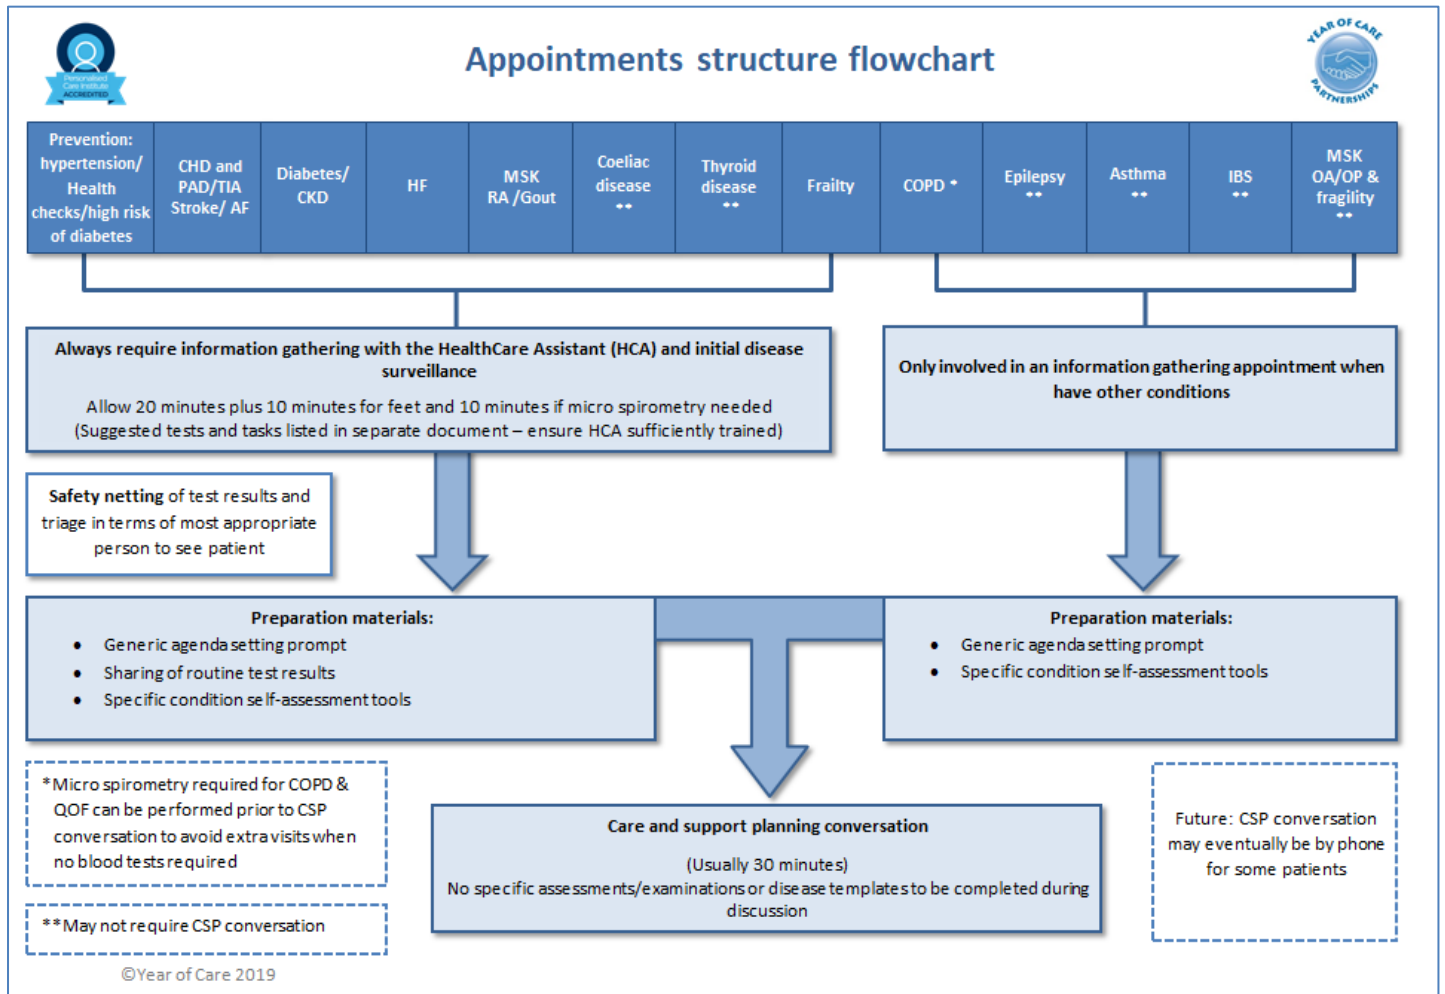 Personalised
Care Institute
ACCREDITED
Appointments structure flowchart
YEAR OF CARE
PARTNERSHIPS
Prevention:
hypertension/
Health
checks/high risk
of diabetes
CHD and
PAD/TIA
Stroke/ AF
Diabetes/
CKD
HF
MSK
RA /Gout
Coeliac
disease
**
Thyroid
disease
**
Frailty
COPD *
Epilepsy
**
Asthma
**
IBS
**
MSK
OA/OP &
fragility
**
Always require information gathering with the HealthCare Assistant (HCA) and initial disease
surveillance
Allow 20 minutes plus 10 minutes for feet and 10 minutes if micro spirometry needed
(Suggested tests and tasks listed in separate document – ensure HCA sufficiently trained)
Only involved in an information gathering appointment when
have other conditions
Safety netting of test results and
triage in terms of most appropriate
person to see patient
Preparation materials:
• Generic agenda setting prompt
• Sharing of routine test results
• Specific condition self-assessment tools
Preparation materials:
• Generic agenda setting prompt
• Specific condition self-assessment tools
*Micro spirometry required for COPD &
QOF can be performed prior to CSP
conversation to avoid extra visits when
no blood tests required
**May not require CSP conversation
Care and support planning conversation
(Usually 30 minutes)
No specific assessments/examinations or disease templates to be completed during
discussion
Future: CSP conversation
may eventually be by phone
for some patients
©Year of Care 2019